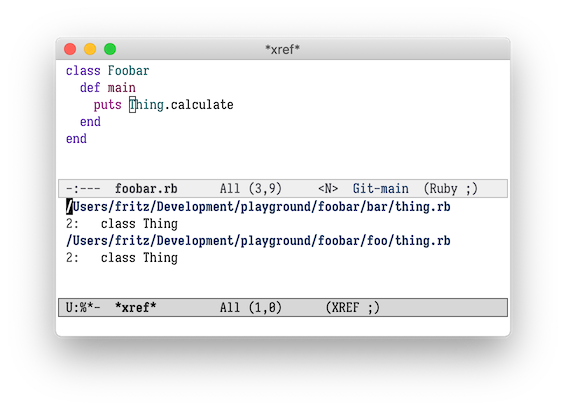 *xref*
class Foobar
  def main
    puts Thing.calculate
  end
end
-:---  foobar.rb      All (3,9)      <N>  Git-main  (Ruby ;)
/Users/fritz/Development/playground/foobar/bar/thing.rb
2:   class Thing
/Users/fritz/Development/playground/foobar/foo/thing.rb
2:   class Thing
U:%*-  *xref*         All (1,0)      (XREF ;)